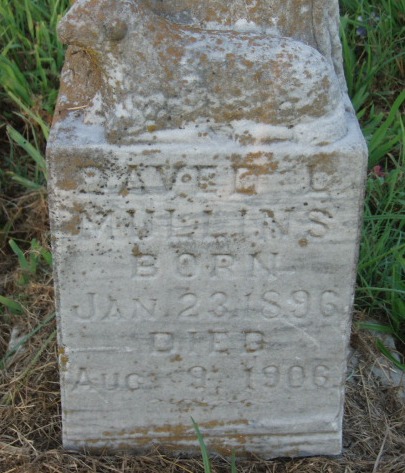 MULLINS
BORN
JAN. 23, 1896
DIED
AUG. 9, 1906